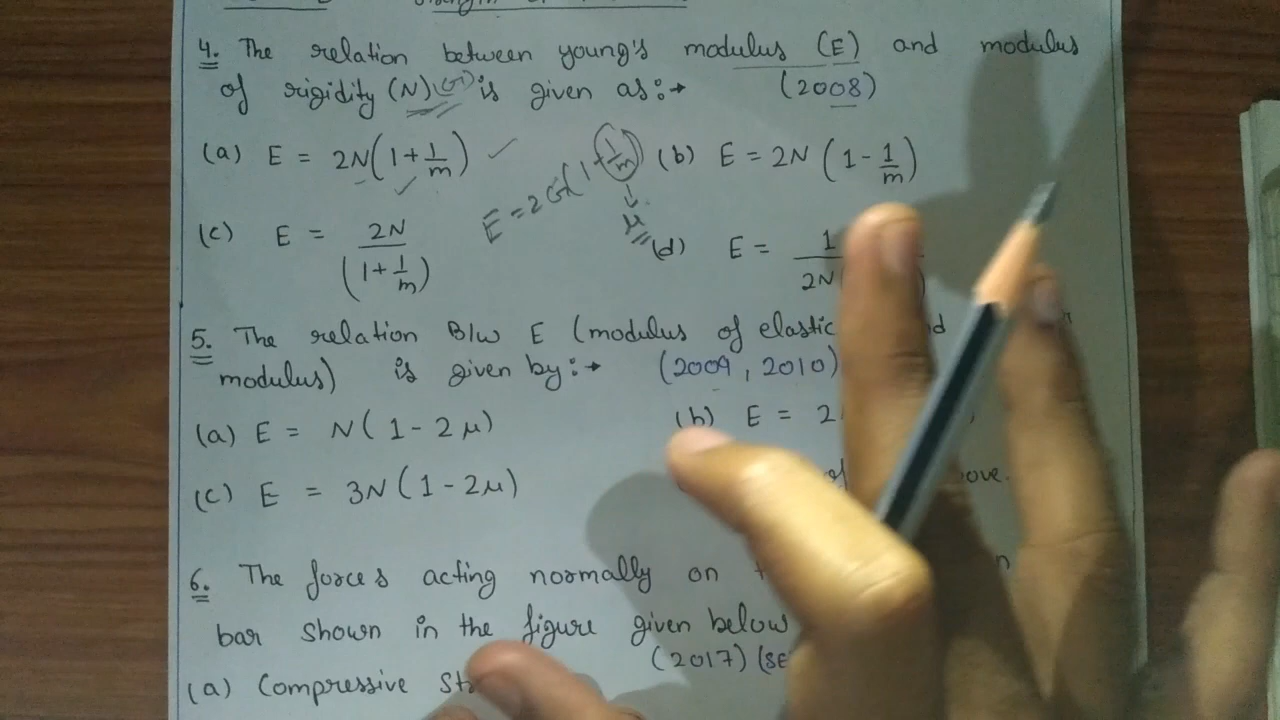 4. The relation between young's modulus (E) and modulus
of rigidity (N) (G) is given as:→ (2008)
(a) E = 2N(1+1/m) ✓ (b) E = 2N (1-1/m)
E = 2G(1+1/m)
↓
μ
(c) E = 2N/(1+1/m) (d) E = 1/2N
5. The relation B/w E (modulus of elastic
modulus) is given by:→ (2009, 2010)
(a) E = N(1-2μ) (b) E = 2
(c) E = 3N(1-2μ) of ove.
6. The forces acting normally on
bar shown in the figure given below
(2017) (SE
(a) Compressive St